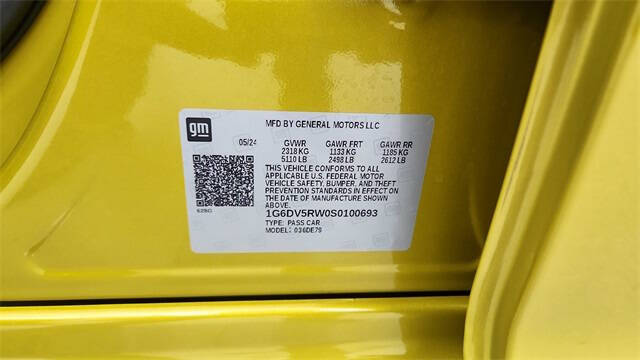 gm
MFD BY GENERAL MOTORS LLC
05/24 GVWR GAWR FRT GAWR RR
2318 KG 1133 KG 1185 KG
5110 LB 2498 LB 2612 LB
THIS VEHICLE CONFORMS TO ALL
APPLICABLE U.S. FEDERAL MOTOR
VEHICLE SAFETY, BUMPER, AND THEFT
PREVENTION STANDARDS IN EFFECT ON
THE DATE OF MANUFACTURE SHOWN
ABOVE.
1G6DV5RW0S0100693
TYPE: PASS CAR
MODEL: 036DE79